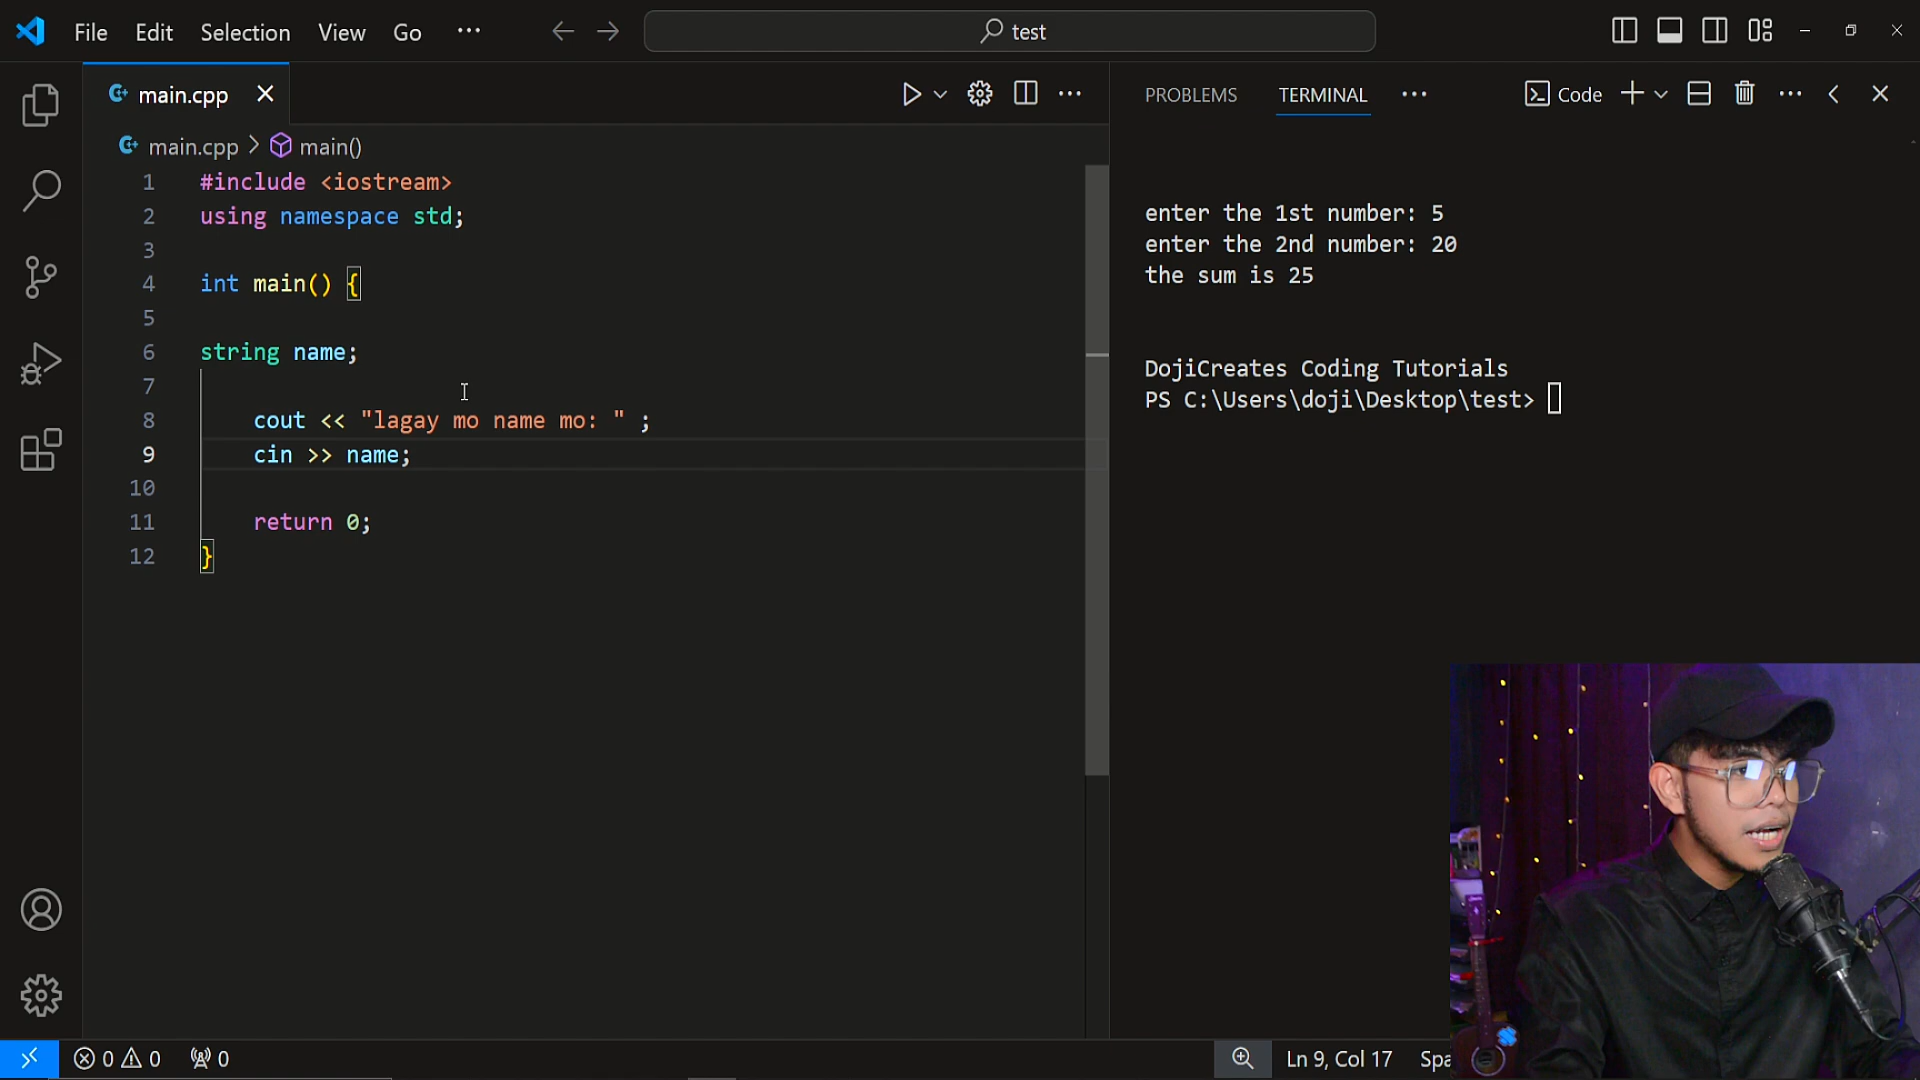 File Edit Selection View Go ···
test
main.cpp
PROBLEMS TERMINAL ··· Code
main.cpp > main()
1 #include <iostream>
2 using namespace std;
3
4 int main() {
5
6 string name;
7
8 cout << "lagay mo name mo: " ;
9 cin >> name;
10
11 return 0;
12 }
enter the 1st number: 5
enter the 2nd number: 20
the sum is 25
DojiCreates Coding Tutorials
PS C:\Users\doji\Desktop\test>
0 0 0
Ln 9, Col 17 Spa